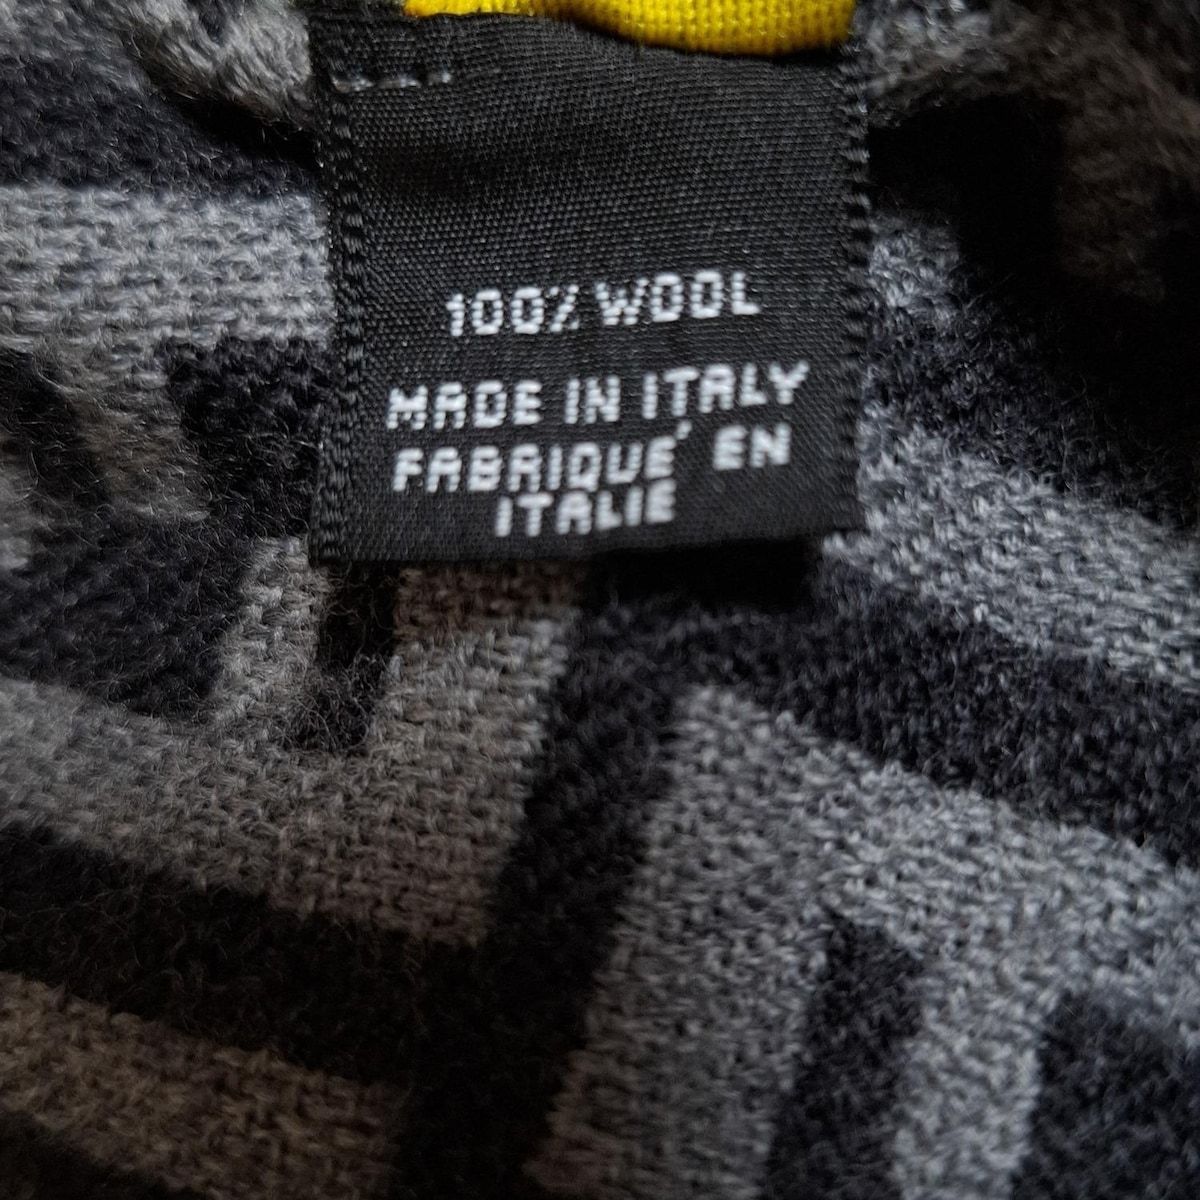 100% WOOL
MADE IN ITALY
FABRIQUE' EN
ITALIE